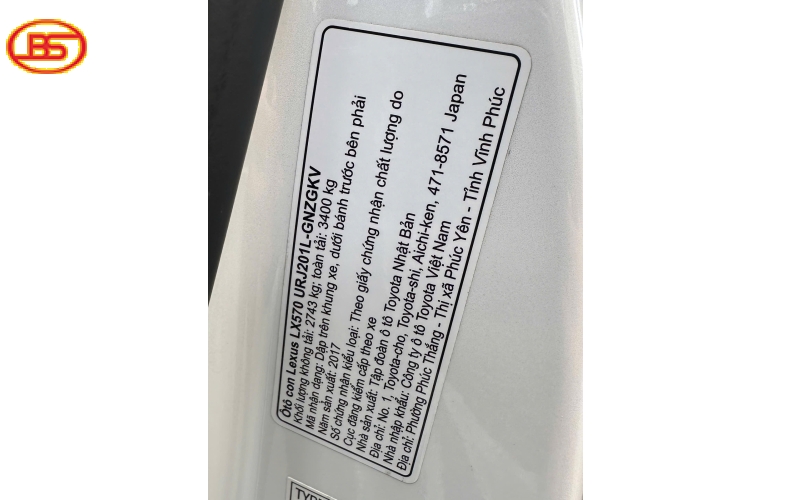 BS
Ôtô con Lexus LX570 URJ201L-GNZGKV
Khối lượng không tải: 2743 kg; toàn tải: 3400 kg
Mã nhân dạng: Dập trên khung xe, dưới bánh trước bên phải
Năm sản xuất: 2017
Số chứng nhận kiểu loại: Theo giấy chứng nhận chất lượng do
Cục đăng kiểm cấp theo xe
Nhà sản xuất: Tập đoàn ô tô Toyota Nhật Bản
Địa chỉ: No. 1, Toyota-cho, Toyota-shi, Aichi-ken, 471-8571 Japan
Nhà nhập khẩu: Công ty ô tô Toyota Việt Nam
Địa chỉ: Phường Phúc Thắng - Thị xã Phúc Yên - Tỉnh Vĩnh Phúc